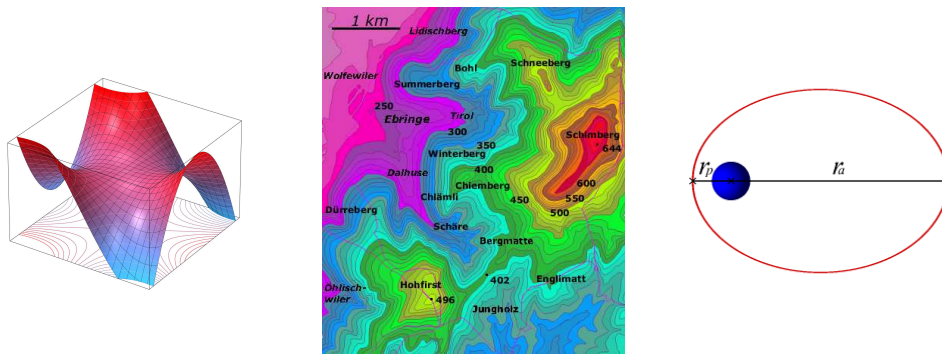 1 km
Lidischberg
Bohl
Schneeberg
Wolfewiler
Summerberg
250
Ebringe
Tirol
300
Schimberg
644
350
Winterberg
400
Dalhuse
Chiemberg
600
Chlämli
450
550
500
Dürreberg
Schäre
Bergmatte
402
Englimatt
Hohfirst
Öhlisch-
wiler
496
Jungholz
rp
ra